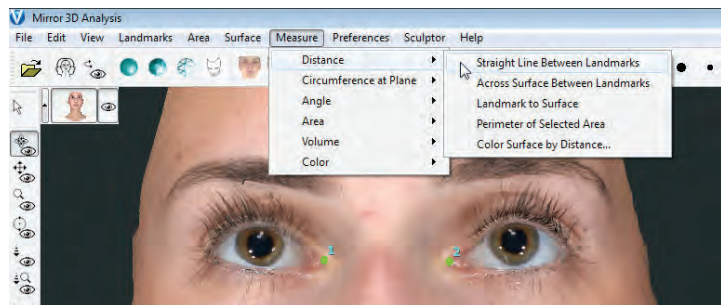 Mirror 3D Analysis
File Edit View Landmarks Area Surface Measure Preferences Sculptor Help
Distance
Circumference at Plane
Angle
Area
Volume
Color
Straight Line Between Landmarks
Across Surface Between Landmarks
Landmark to Surface
Perimeter of Selected Area
Color Surface by Distance...
1 2